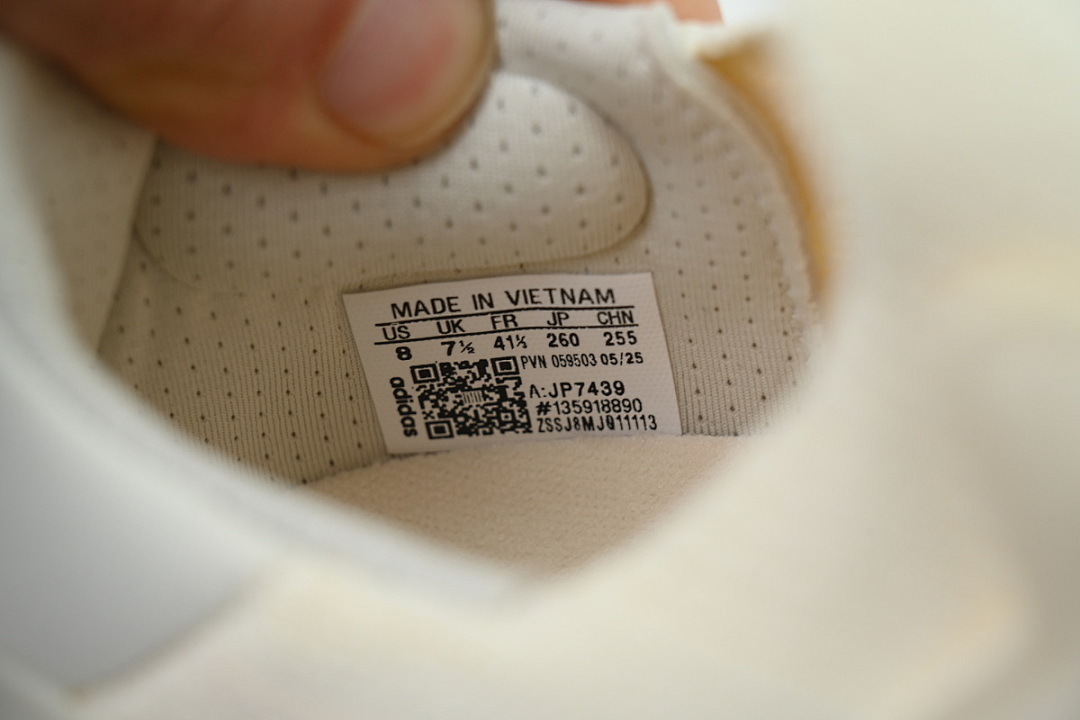 MADE IN VIETNAM
US UK FR JP CHN
8 7½ 41⅓ 260 255
PVN 059503 05/25
A:JP7439
#135918890
ZSSJ8MJQ11113
adidas